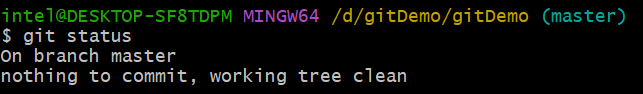 intel@DESKTOP-SF8TDPM MINGW64 /d/gitDemo/gitDemo (master)
$ git status
On branch master
nothing to commit, working tree clean